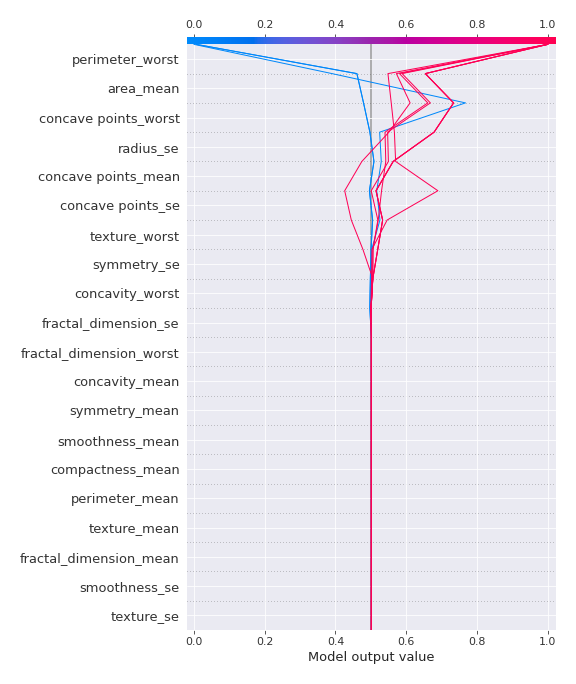 0.0 0.2 0.4 0.6 0.8 1.0
perimeter_worst
area_mean
concave points_worst
radius_se
concave points_mean
concave points_se
texture_worst
symmetry_se
concavity_worst
fractal_dimension_se
fractal_dimension_worst
concavity_mean
symmetry_mean
smoothness_mean
compactness_mean
perimeter_mean
texture_mean
fractal_dimension_mean
smoothness_se
texture_se
0.0 0.2 0.4 0.6 0.8 1.0
Model output value